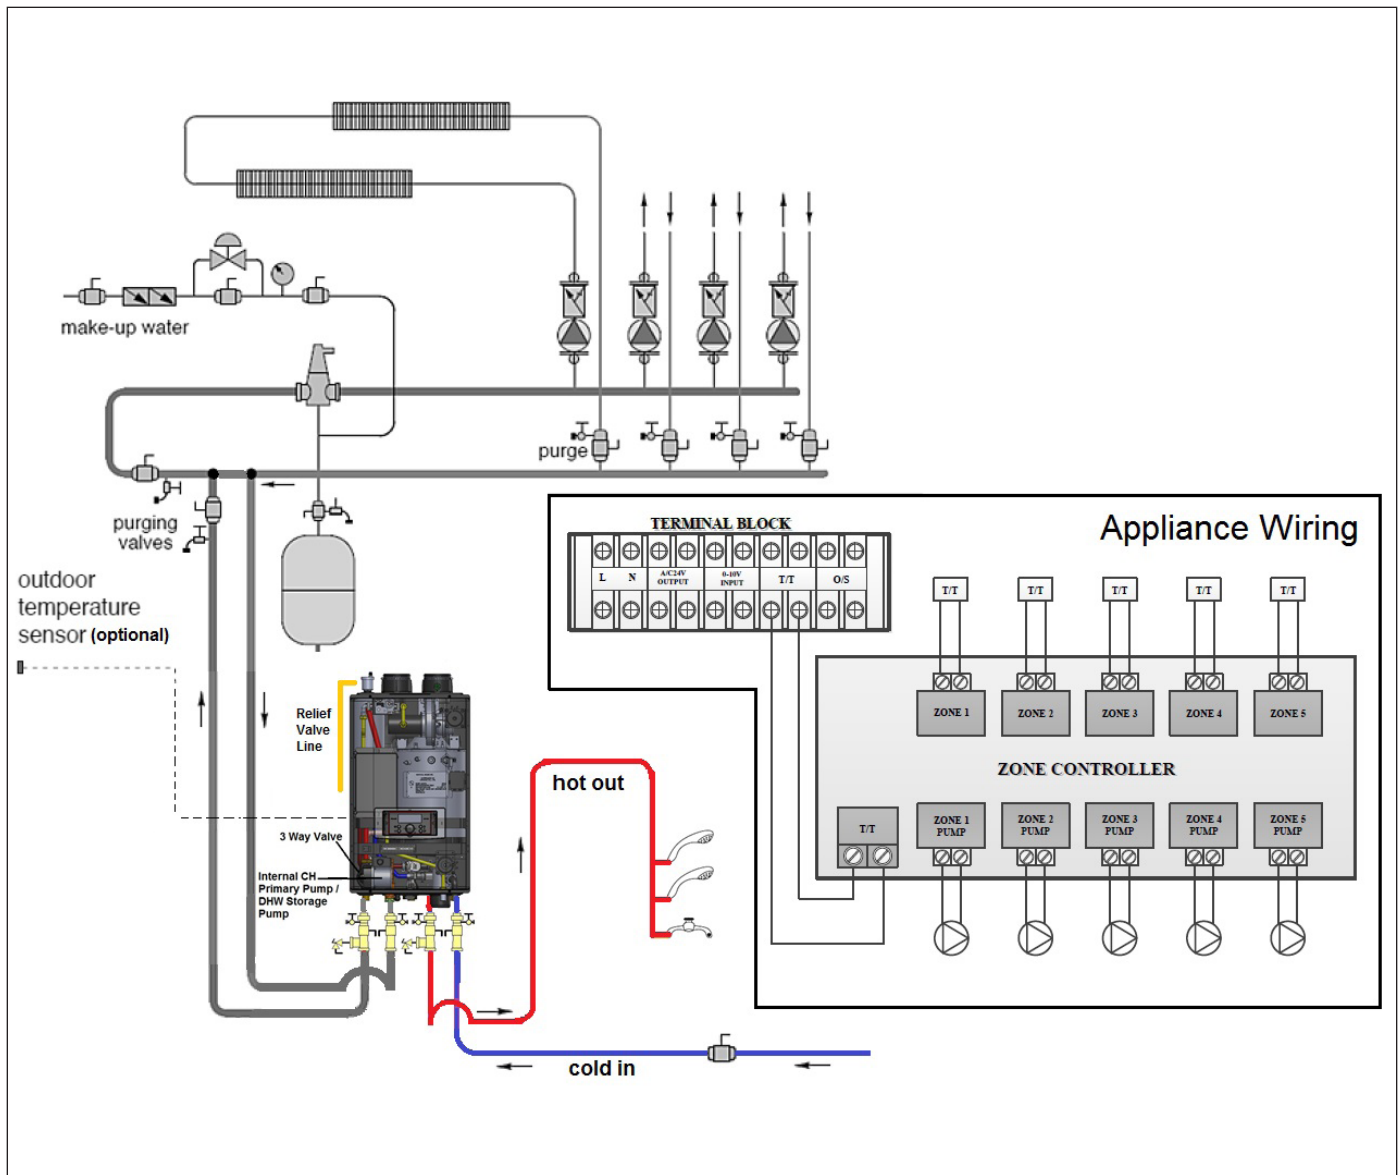 make-up water
purge
purging
valves
outdoor
temperature
sensor (optional)
Relief
Valve
Line
3 Way Valve
Internal CH
Primary Pump /
DHW Storage
Pump
hot out
cold in
Appliance Wiring
TERMINAL BLOCK
L N A/C24V OUTPUT 0-10V INPUT T/T O/S
T/T T/T T/T T/T T/T
ZONE 1 ZONE 2 ZONE 3 ZONE 4 ZONE 5
ZONE CONTROLLER
T/T
ZONE 1 PUMP
ZONE 2 PUMP
ZONE 3 PUMP
ZONE 4 PUMP
ZONE 5 PUMP